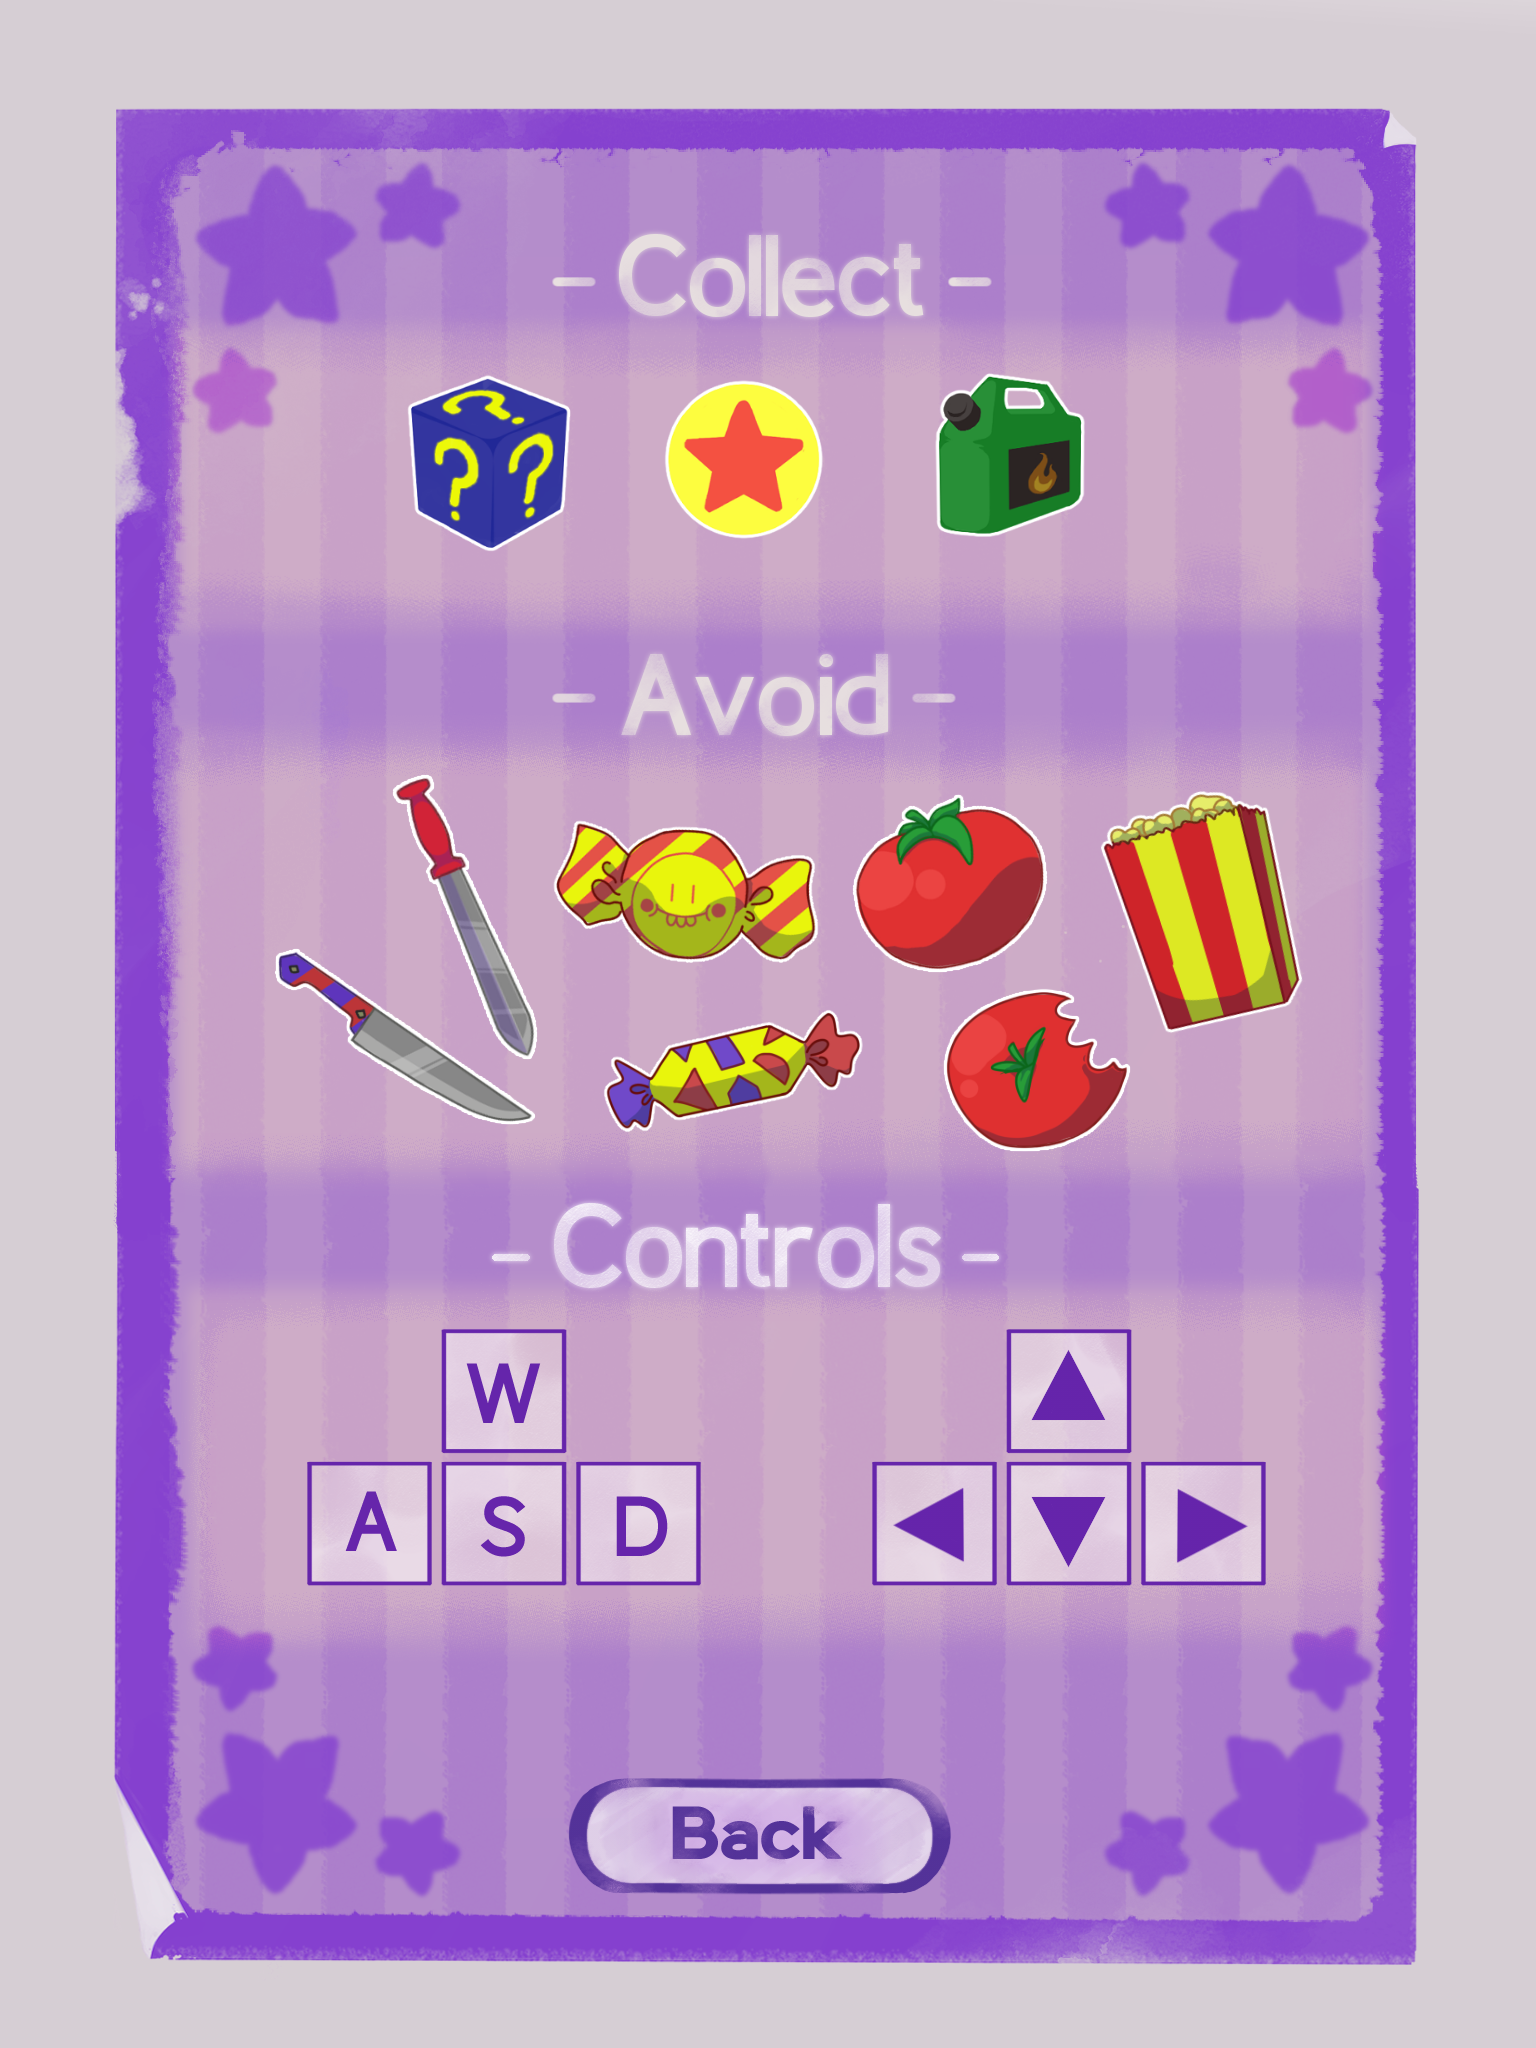 - Collect -
? ? ?
- Avoid -
- Controls -
W
A S D
Back